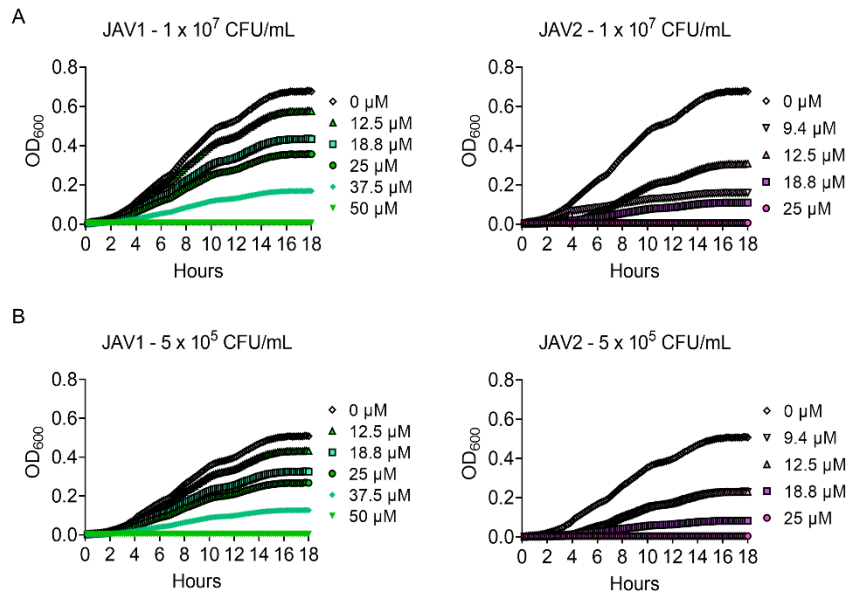 A
JAV1 - 1 x 10⁷ CFU/mL
OD₆₀₀
0.8
0.6
0.4
0.2
0.0
0 2 4 6 8 10 12 14 16 18
Hours
0 µM
12.5 µM
18.8 µM
25 µM
37.5 µM
50 µM
JAV2 - 1 x 10⁷ CFU/mL
OD₆₀₀
0.8
0.6
0.4
0.2
0.0
0 2 4 6 8 10 12 14 16 18
Hours
0 µM
9.4 µM
12.5 µM
18.8 µM
25 µM
B
JAV1 - 5 x 10⁵ CFU/mL
OD₆₀₀
0.8
0.6
0.4
0.2
0.0
0 2 4 6 8 10 12 14 16 18
Hours
0 µM
12.5 µM
18.8 µM
25 µM
37.5 µM
50 µM
JAV2 - 5 x 10⁵ CFU/mL
OD₆₀₀
0.8
0.6
0.4
0.2
0.0
0 2 4 6 8 10 12 14 16 18
Hours
0 µM
9.4 µM
12.5 µM
18.8 µM
25 µM